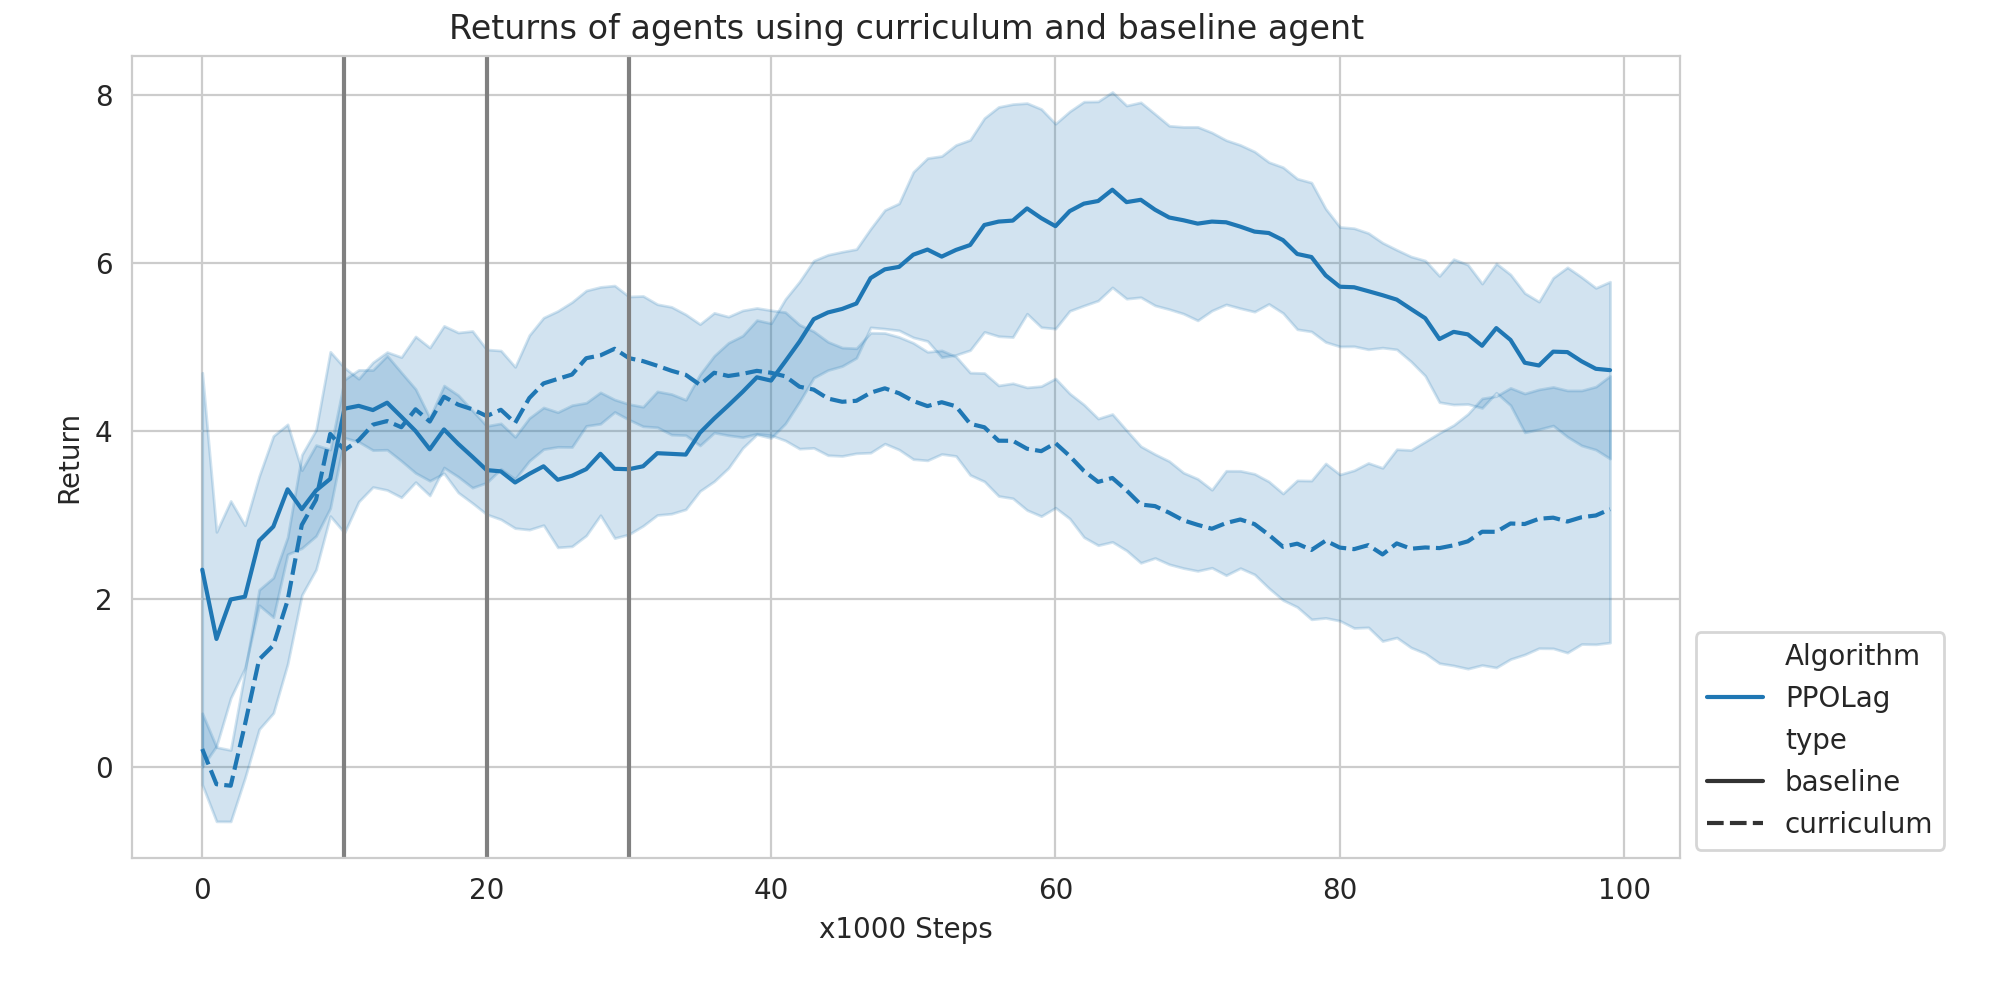 Returns of agents using curriculum and baseline agent
8
6
4
2
0
Return
0 20 40 60 80 100
x1000 Steps
Algorithm
PPOLag
type
baseline
curriculum